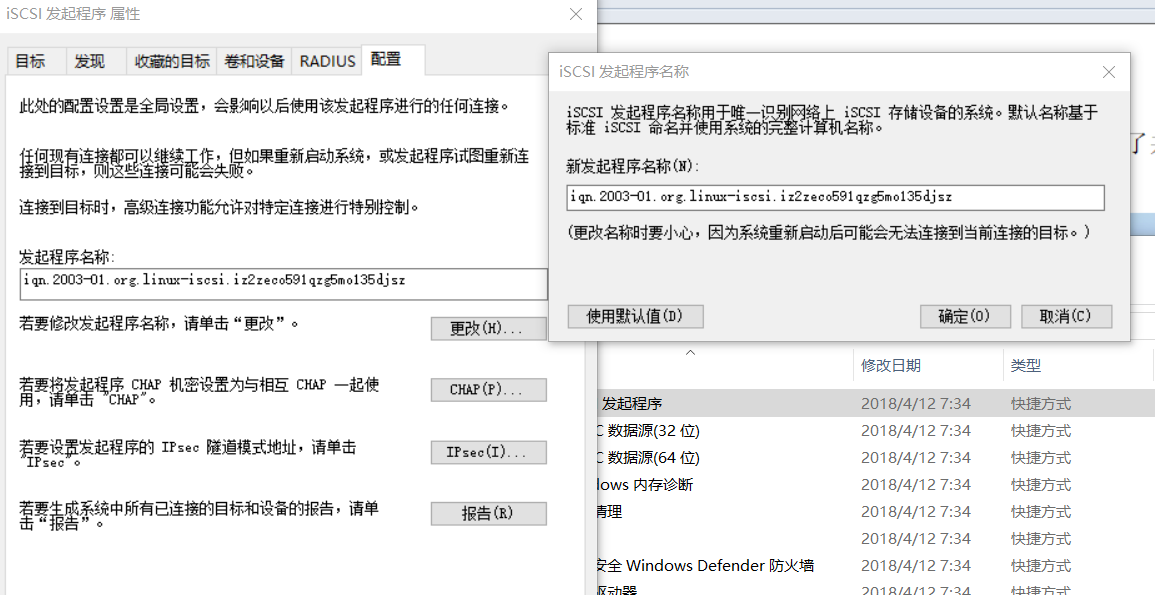 iSCSI 发起程序 属性
目标 发现 收藏的目标 卷和设备 RADIUS 配置
此处的配置设置是全局设置，会影响以后使用该发起程序进行的任何连接。
任何现有连接都可以继续工作，但如果重新启动系统，或发起程序试图重新连
接到目标，则这些连接可能会失败。
连接到目标时，高级连接功能允许对特定连接进行特别控制。
发起程序名称:
iqn.2003-01.org.linux-iscsi.iz2zeco591qzg5mo135djsz
若要修改发起程序名称，请单击“更改”。
更改(H)...
若要将发起程序 CHAP 机密设置为与相互 CHAP 一起使
用，请单击 "CHAP"。
CHAP(P)...
若要设置发起程序的 IPsec 隧道模式地址，请单击
"IPsec"。
IPsec(I)...
若要生成系统中所有已连接的目标和设备的报告，请单
击“报告”。
报告(R)
iSCSI 发起程序名称
iSCSI 发起程序名称用于唯一识别网络上 iSCSI 存储设备的系统。默认名称基于
标准 iSCSI 命名并使用系统的完整计算机名称。
新发起程序名称(N):
iqn.2003-01.org.linux-iscsi.iz2zeco591qzg5mo135djsz
(更改名称时要小心，因为系统重新启动后可能会无法连接到当前连接的目标。)
使用默认值(D) 确定(O) 取消(C)
了
修改日期 类型
发起程序 2018/4/12 7:34 快捷方式
C 数据源(32 位) 2018/4/12 7:34 快捷方式
C 数据源(64 位) 2018/4/12 7:34 快捷方式
dows 内存诊断 2018/4/12 7:34 快捷方式
清理 2018/4/12 7:34 快捷方式
2018/4/12 7:34 快捷方式
安全 Windows Defender 防火墙 2018/4/12 7:34 快捷方式
驱动器 2018/4/12 7:34 快捷方式